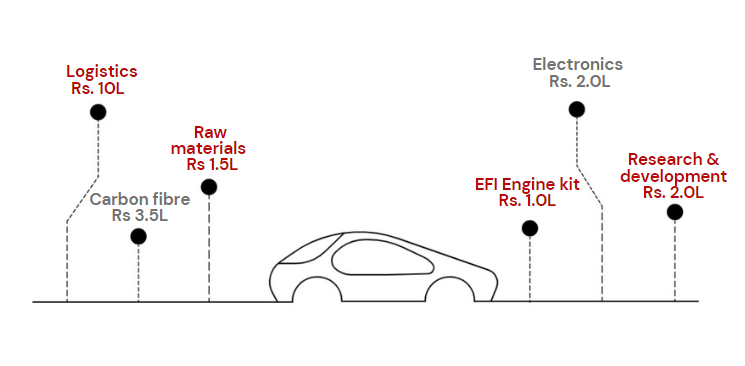 Logistics
Rs. 10L
Carbon fibre
Rs 3.5L
Raw
materials
Rs 1.5L
EFI Engine kit
Rs. 1.0L
Electronics
Rs. 2.0L
Research &
development
Rs. 2.0L